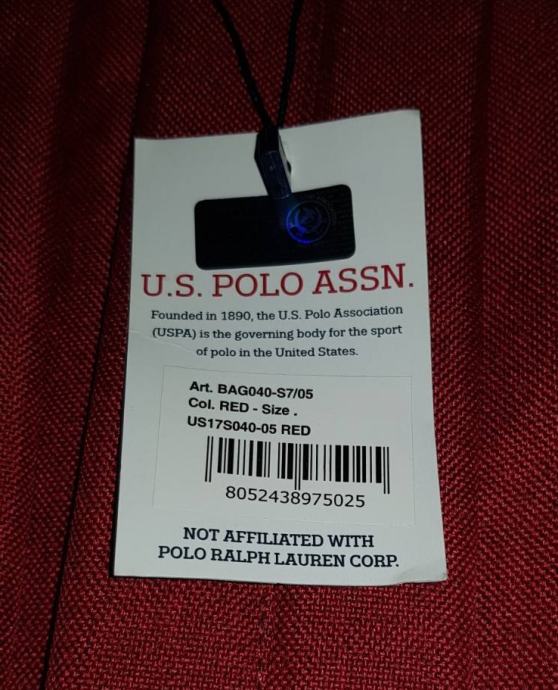 U.S. POLO ASSN.
Founded in 1890, the U.S. Polo Association
(USPA) is the governing body for the sport
of polo in the United States.
Art. BAG040-S7/05
Col. RED - Size .
US17S040-05 RED
8052438975025
NOT AFFILIATED WITH
POLO RALPH LAUREN CORP.